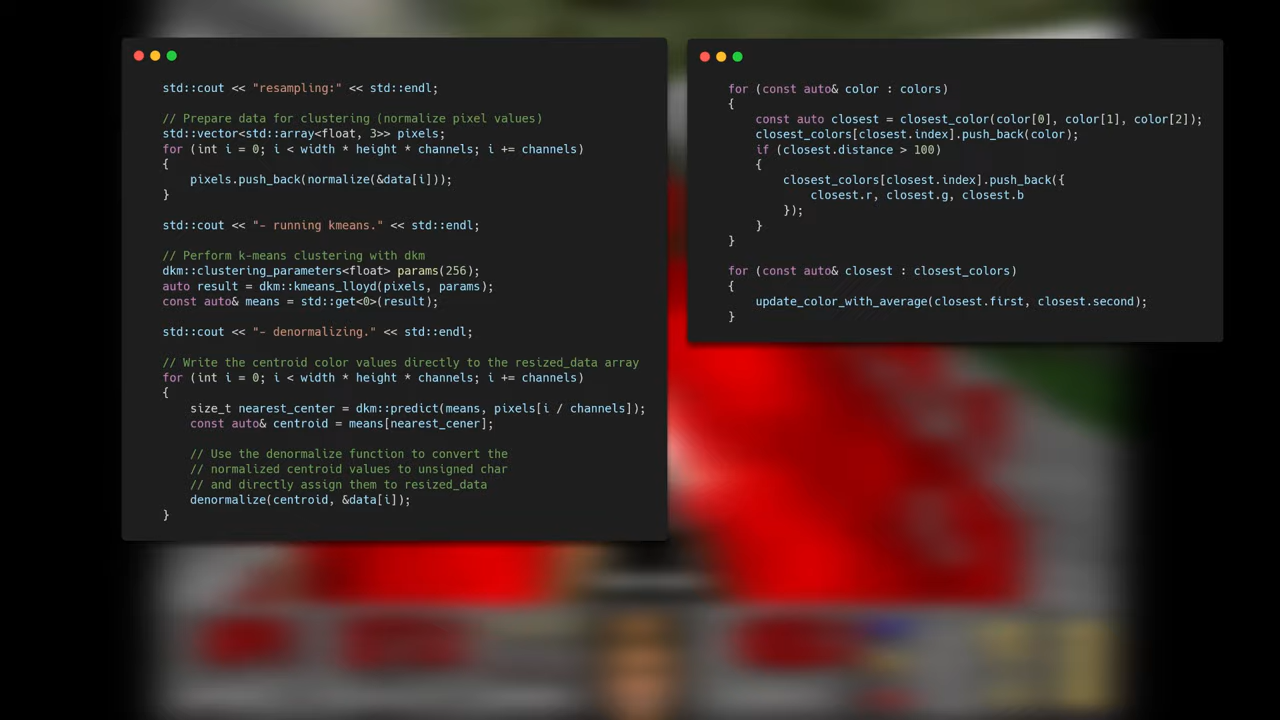 std::cout << "resampling:" << std::endl;
// Prepare data for clustering (normalize pixel values)
std::vector<std::array<float, 3>> pixels;
for (int i = 0; i < width * height * channels; i += channels)
{
pixels.push_back(normalize(&data[i]));
}
std::cout << "- running kmeans." << std::endl;
// Perform k-means clustering with dkm
dkm::clustering_parameters<float> params(256);
auto result = dkm::kmeans_lloyd(pixels, params);
const auto& means = std::get<0>(result);
std::cout << "- denormalizing." << std::endl;
// Write the centroid color values directly to the resized_data array
for (int i = 0; i < width * height * channels; i += channels)
{
size_t nearest_center = dkm::predict(means, pixels[i / channels]);
const auto& centroid = means[nearest_cener];
// Use the denormalize function to convert the
// normalized centroid values to unsigned char
// and directly assign them to resized_data
denormalize(centroid, &data[i]);
}
for (const auto& color : colors)
{
const auto closest = closest_color(color[0], color[1], color[2]);
closest_colors[closest.index].push_back(color);
if (closest.distance > 100)
{
closest_colors[closest.index].push_back({
closest.r, closest.g, closest.b
});
}
}
for (const auto& closest : closest_colors)
{
update_color_with_average(closest.first, closest.second);
}